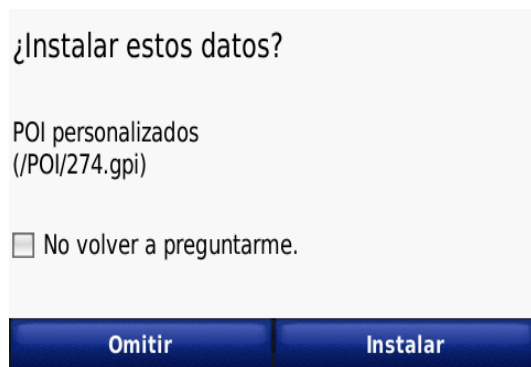 ¿Instalar estos datos?
POI personalizados
(/POI/274.gpi)
No volver a preguntarme.
Omitir
Instalar